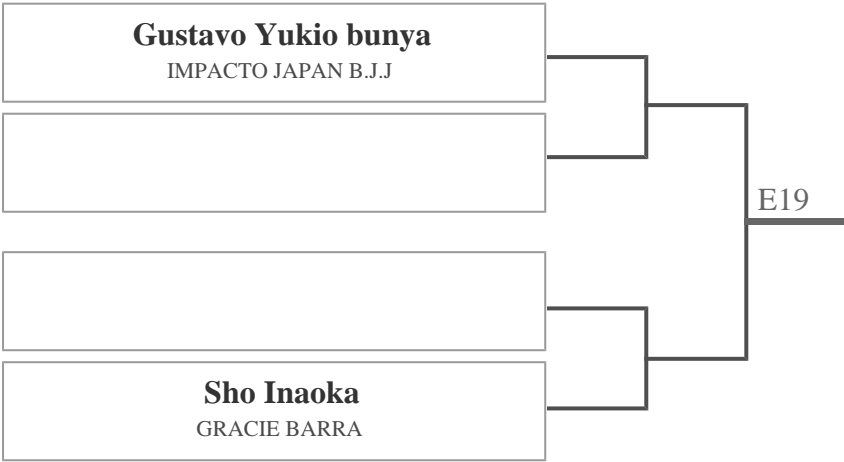 Gustavo Yukio bunya
IMPACTO JAPAN B.J.J
E19
Sho Inaoka
GRACIE BARRA